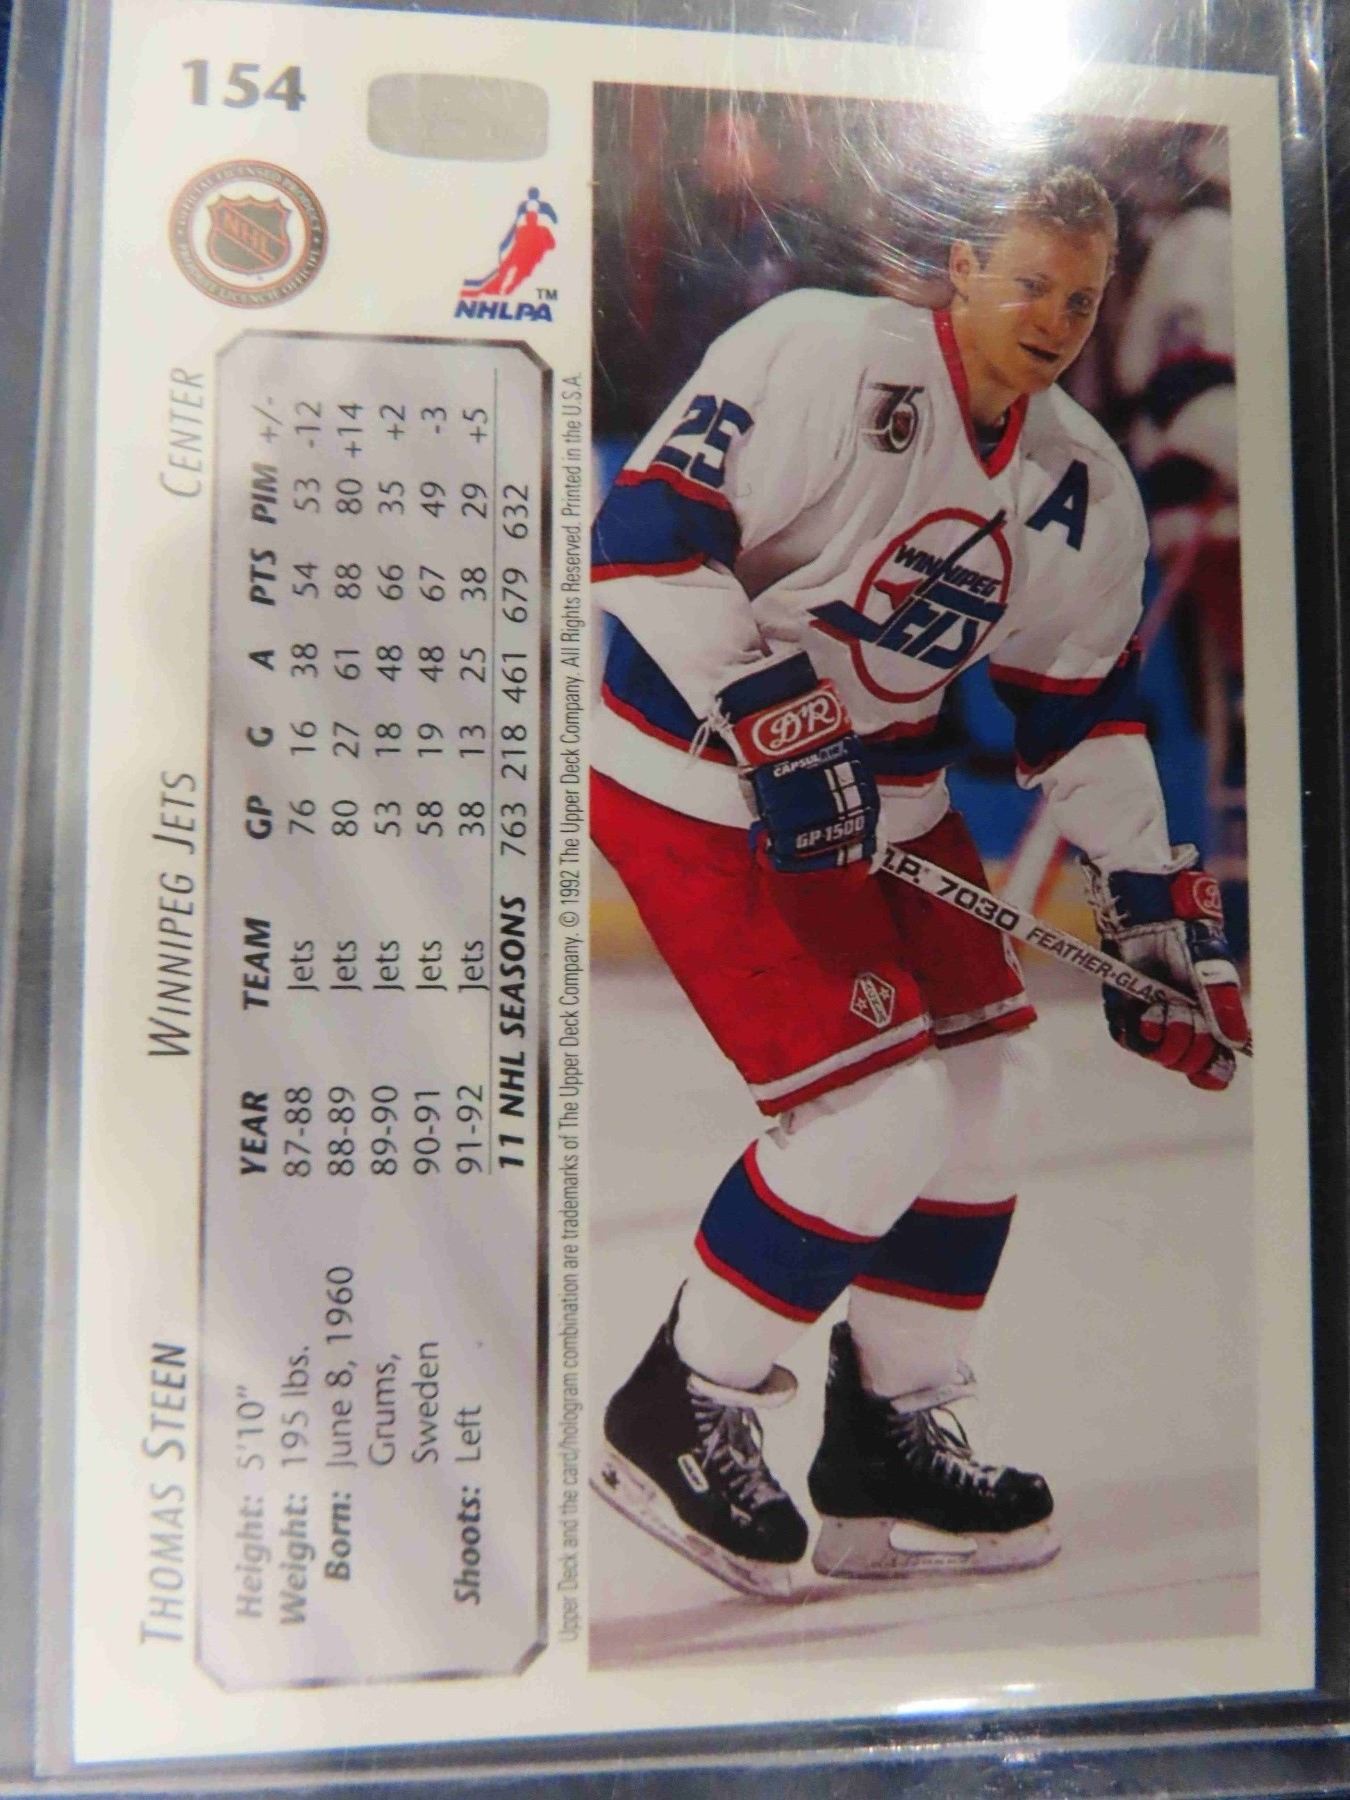 THOMAS STEEN WINNIPEG JETS CENTER 154
Height: 5'10"
Weight: 195 lbs.
Born: June 8, 1960
Grums,
Sweden
Shoots: Left
YEAR TEAM GP G A PTS PIM +/-
87-88 Jets 76 16 38 54 53 -12
88-89 Jets 80 27 61 88 80 +14
89-90 Jets 53 18 48 66 35 +2
90-91 Jets 58 19 48 67 49 -3
91-92 Jets 38 13 25 38 29 +5
11 NHL SEASONS 763 218 461 679 632
NHL
NHLPA™
Upper Deck and the card/hologram combination are trademarks of The Upper Deck Company. © 1992 The Upper Deck Company. All Rights Reserved. Printed in the U.S.A.
25
75
A
WINNIPEG
JETS
D&R
GP-1500
7030 FEATHER-GLAS